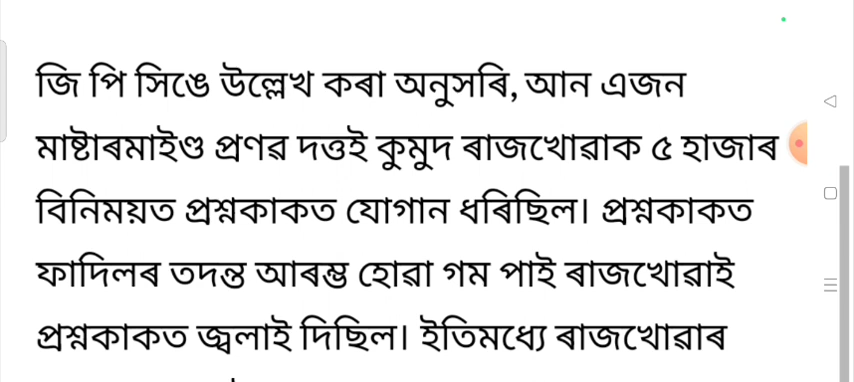 জি পি সিঙে উল্লেখ কৰা অনুসৰি, আন এজন
মাষ্টাৰমাইণ্ড প্ৰণৱ দত্তই কুমুদ ৰাজখোৱাক ৫ হাজাৰ
বিনিময়ত প্ৰশ্নকাকত যোগান ধৰিছিল। প্ৰশ্নকাকত
ফাদিলৰ তদন্ত আৰম্ভ হোৱা গম পাই ৰাজখোৱাই
প্ৰশ্নকাকত জ্বলাই দিছিল। ইতিমধ্যে ৰাজখোৱাৰ